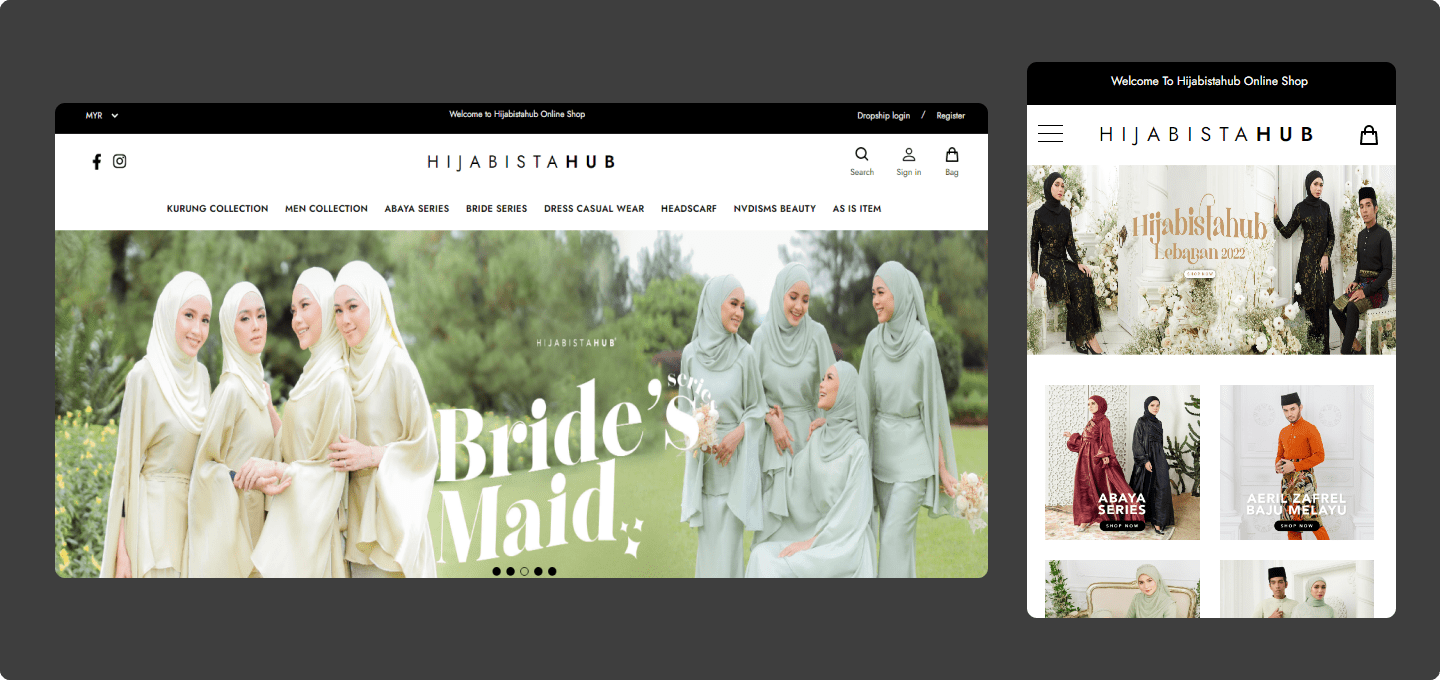 MYR
Welcome to Hijabistahub Online Shop
Dropship login / Register
HIJABISTAHUB
Search
Sign in
Bag
KURUNG COLLECTION
MEN COLLECTION
ABAYA SERIES
BRIDE SERIES
DRESS CASUAL WEAR
HEADSCARF
NVDISMS BEAUTY
AS IS ITEM
HIJABISTAHUB
Bride's
series
Maid
Welcome To Hijabistahub Online Shop
HIJABISTAHUB
Hijabistahub
Lebaran 2022
SHOP NOW
ABAYA
SERIES
SHOP NOW
AERIL ZAFREL
BAJU MELAYU
SHOP NOW